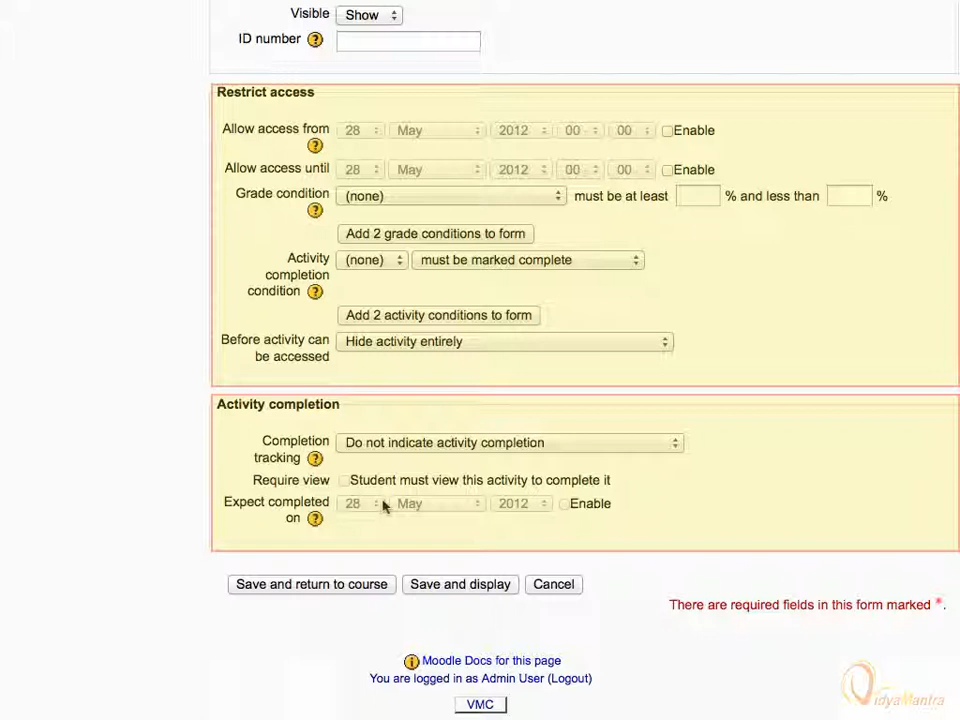 Visible Show
ID number ?
Restrict access
Allow access from 28 May 2012 00 00 Enable
?
Allow access until 28 May 2012 00 00 Enable
Grade condition (none) must be at least % and less than %
?
Add 2 grade conditions to form
Activity (none) must be marked complete
completion
condition ?
Add 2 activity conditions to form
Before activity can Hide activity entirely
be accessed
Activity completion
Completion Do not indicate activity completion
tracking ?
Require view Student must view this activity to complete it
Expect completed 28 May 2012 Enable
on ?
Save and return to course Save and display Cancel
There are required fields in this form marked *.
i Moodle Docs for this page
You are logged in as Admin User (Logout)
VMC
VidyaMantra